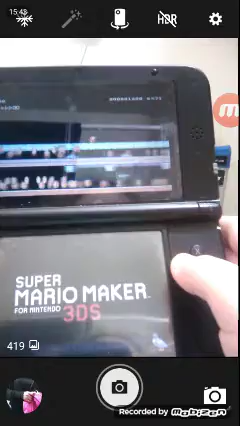 15:48
HDR
M
SUPER
MARIO MAKER
FOR NINTENDO 3DS
419
Recorded by Mobizen